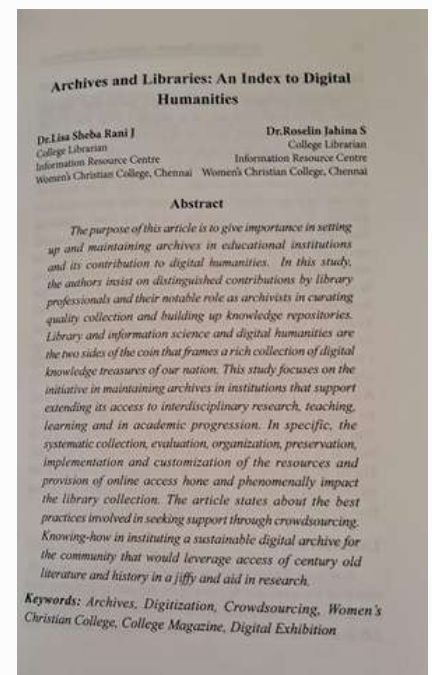 Archives and Libraries: An Index to Digital
Humanities
Dr.Lisa Sheba Rani J
College Librarian
Information Resource Centre
Women's Christian College, Chennai
Dr.Roselin Jahina S
College Librarian
Information Resource Centre
Women's Christian College, Chennai
Abstract
The purpose of this article is to give importance in setting
up and maintaining archives in educational institutions
and its contribution to digital humanities. In this study,
the authors insist on distinguished contributions by library
professionals and their notable role as archivists in curating
quality collection and building up knowledge repositories.
Library and information science and digital humanities are
the two sides of the coin that frames a rich collection of digital
knowledge treasures of our nation. This study focuses on the
initiative in maintaining archives in institutions that support
extending its access to interdisciplinary research, teaching,
learning and in academic progression. In specific, the
systematic collection, evaluation, organization, preservation,
implementation and customization of the resources and
provision of online access hone and phenomenally impact
the library collection. The article states about the best
practices involved in seeking support through crowdsourcing.
Knowing-how in instituting a sustainable digital archive for
the community that would leverage access of century old
literature and history in a jiffy and aid in research.
Keywords: Archives, Digitization, Crowdsourcing, Women's
Christian College, College Magazine, Digital Exhibition